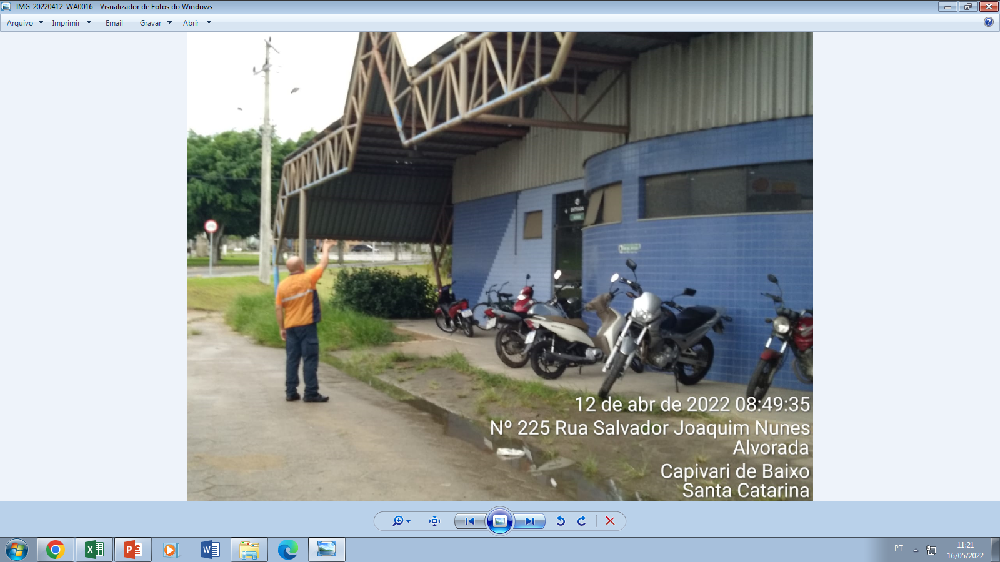 IMG-20220412-WA0016 - Visualizador de Fotos do Windows
Arquivo Imprimir Email Gravar Abrir
ENTRADA
12 de abr de 2022 08:49:35
Nº 225 Rua Salvador Joaquim Nunes
Alvorada
Capivari de Baixo
Santa Catarina
PT
11:21
16/05/2022